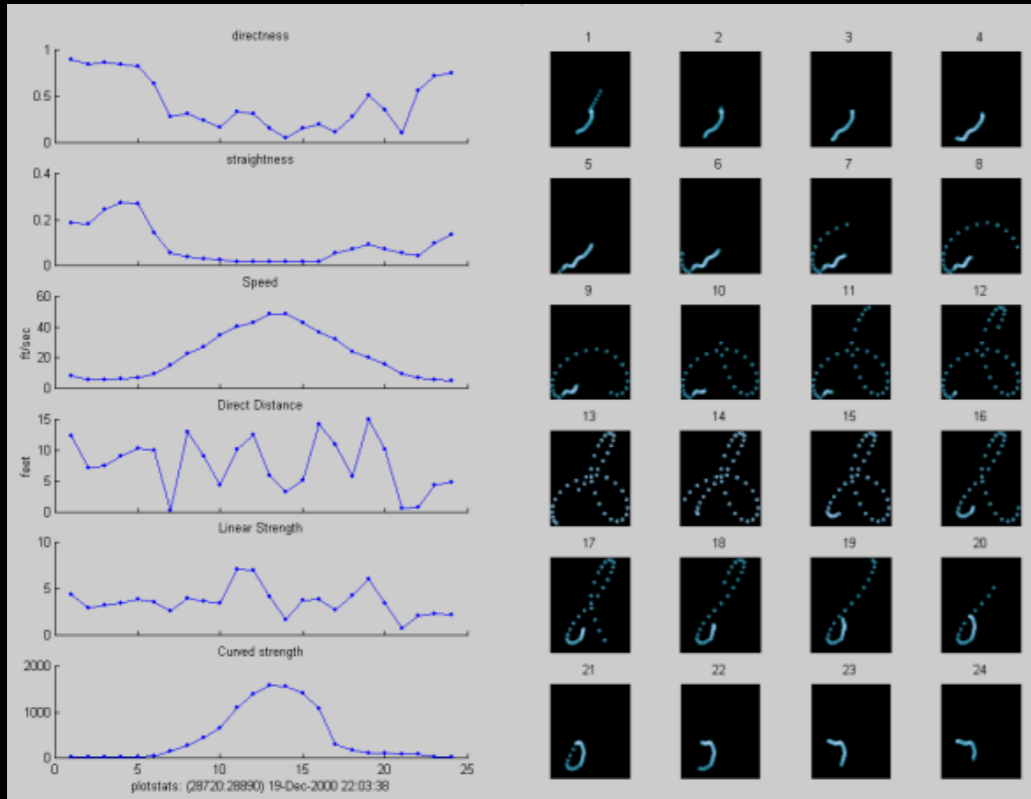 directness
1
0.5
0
straightness
0.4
0.2
0
Speed
60
40
20
0
ft/sec
Direct Distance
15
10
5
0
feet
Linear Strength
10
5
0
Curved strength
2000
1000
0
0 5 10 15 20 25
plotstats: (28720:28890) 19-Dec-2000 22:03:38
1 2 3 4
5 6 7 8
9 10 11 12
13 14 15 16
17 18 19 20
21 22 23 24